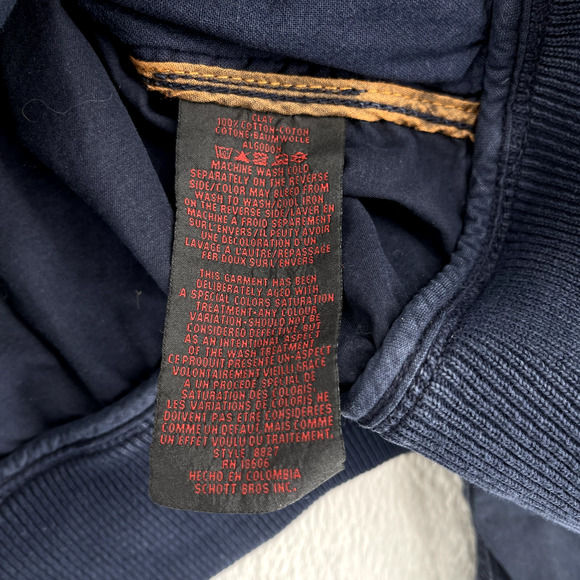 CLAY
100% COTTON-COTON
COTONE-BAUMWOLLE
ALGODON
MACHINE WASH COLD
SEPARATELY ON THE REVERSE
SIDE/COLOR MAY BLEED FROM
WASH TO WASH/COOL IRON
ON THE REVERSE SIDE/LAVER EN
MACHINE A FROID SEPAREMENT
SUR L'ENVERS/IL PEUT Y AVOIR
UNE DECOLORATION D'UN
LAVAGE A L'AUTRE/REPASSAGE
FER DOUX SUR L'ENVERS
THIS GARMENT HAS BEEN
DELIBERATELY AGED WITH
A SPECIAL COLORS SATURATION
TREATMENT-ANY COLOUR
VARIATION-SHOULD NOT BE
CONSIDERED DEFECTIVE, BUT
AS AN INTENTIONAL ASPECT
OF THE WASH TREATMENT
CE PRODUIT PRESENTE UN-ASPECT
VOLONTAIREMENT VIEILLI GRACE
A UN PROCEDE SPECIAL DE
SATURATION DES COLORIS.
LES VARIATIONS DE COLORIS NE
DOIVENT PAS ETRE CONSIDEREES
COMME UN DEFAUT, MAIS COMME
UN EFFET VOULU DU TRAITEMENT.
STYLE 8827
RN 18606
HECHO EN COLOMBIA
SCHOTT BROS INC.